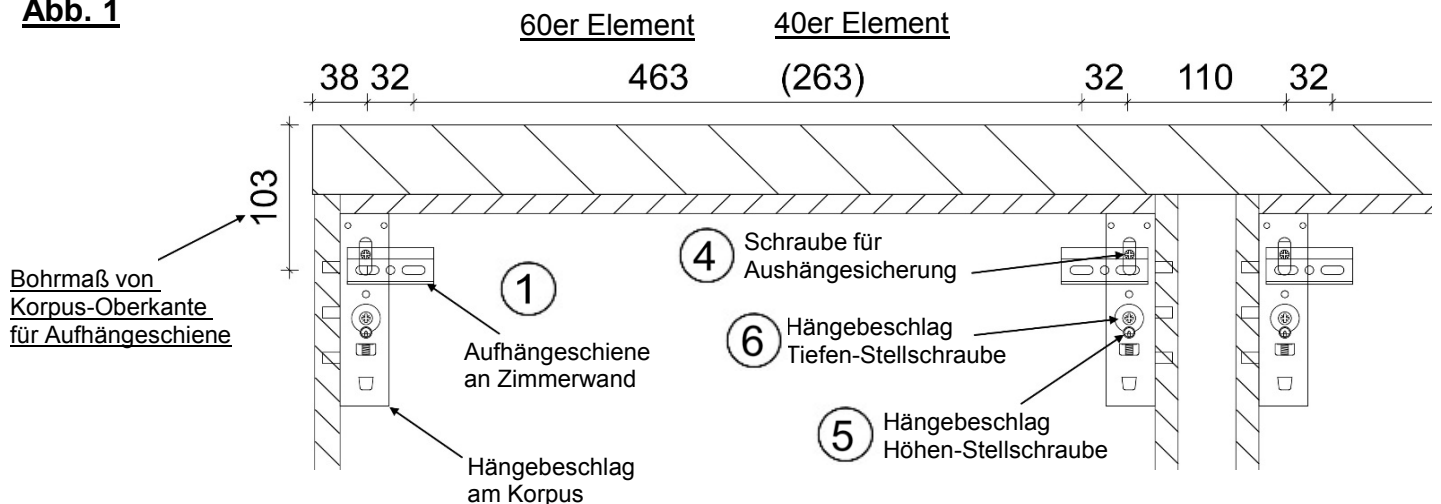 Abb. 1
60er Element 40er Element
38 32 463 (263) 32 110 32
103
Bohrmaß von
Korpus-Oberkante
für Aufhängeschiene
1
Aufhängeschiene
an Zimmerwand
Hängebeschlag
am Korpus
4
Schraube für
Aushängesicherung
6
Hängebeschlag
Tiefen-Stellschraube
5
Hängebeschlag
Höhen-Stellschraube